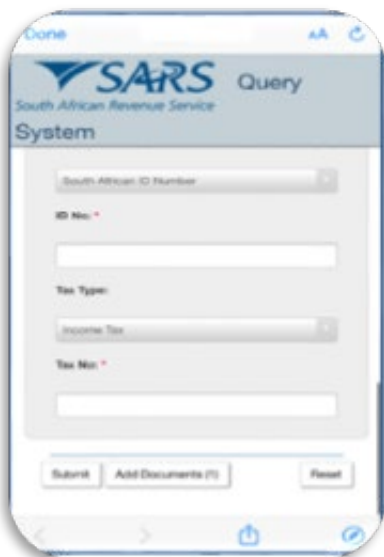 Done AA
SARS Query
South African Revenue Service
System
South African ID Number
ID No: *
Tax Type:
Income Tax
Tax No: *
Submit Add Documents (1) Reset